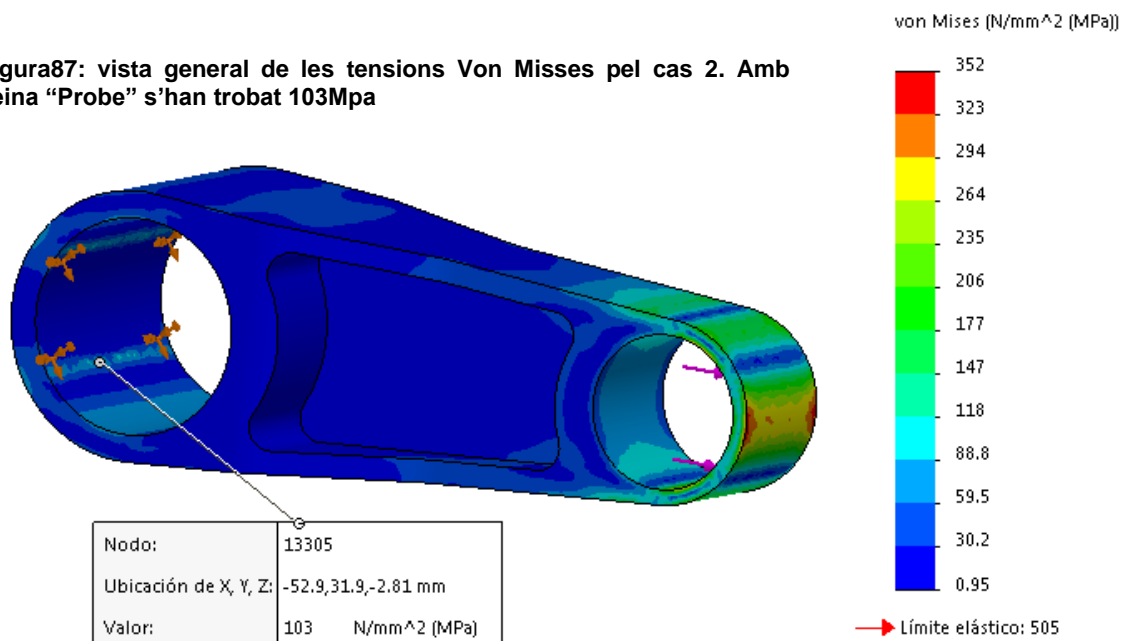 von Mises (N/mm^2 (MPa))
gura87: vista general de les tensions Von Misses pel cas 2. Amb
eina “Probe” s’han trobat 103Mpa
352
323
294
264
235
206
177
147
118
88.8
59.5
30.2
0.95
Límite elástico: 505
Nodo: 13305
Ubicación de X, Y, Z: -52.9,31.9,-2.81 mm
Valor: 103 N/mm^2 (MPa)